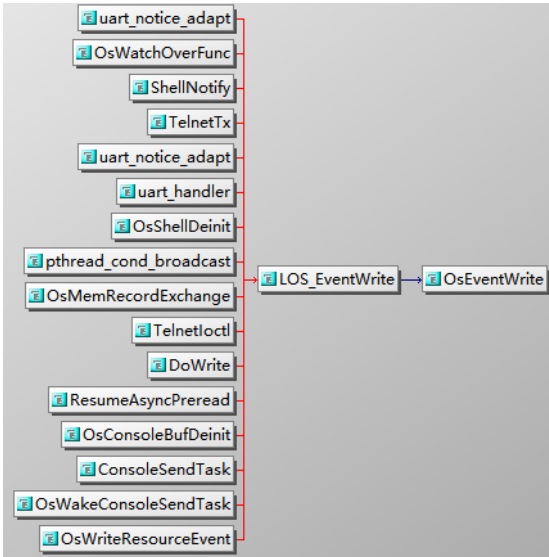 uart_notice_adapt
OsWatchOverFunc
ShellNotify
TelnetTx
uart_notice_adapt
uart_handler
OsShellDeinit
pthread_cond_broadcast
LOS_EventWrite
OsEventWrite
OsMemRecordExchange
TelnetIoctl
DoWrite
ResumeAsyncPreread
OsConsoleBufDeinit
ConsoleSendTask
OsWakeConsoleSendTask
OsWriteResourceEvent